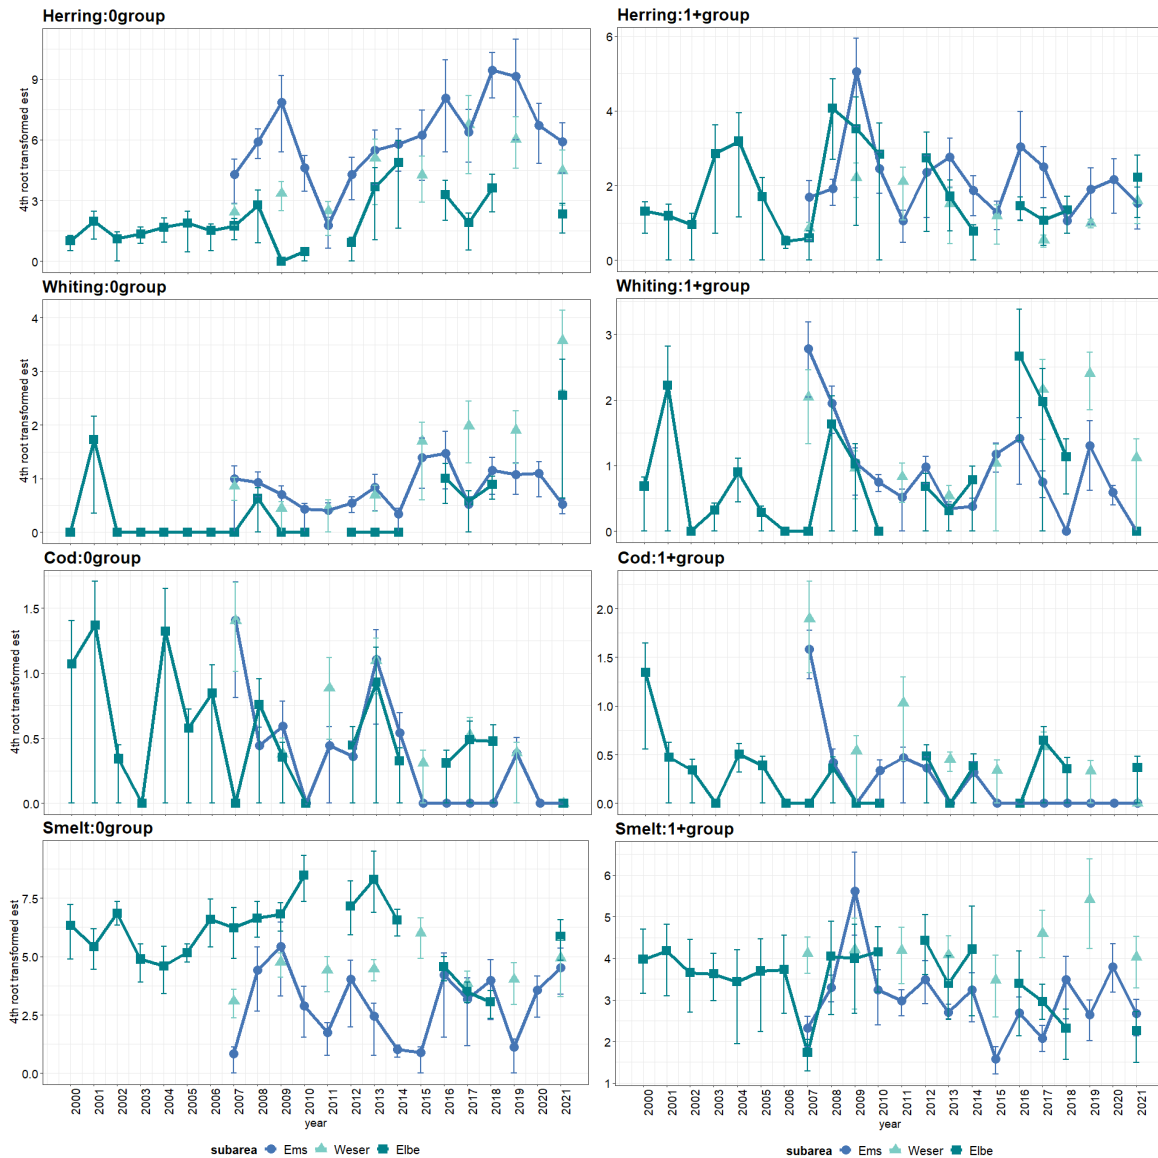 Herring:0group
4th root transformed est
9
6
3
0
Herring:1+group
6
4
2
0
Whiting:0group
4th root transformed est
4
3
2
1
0
Whiting:1+group
3
2
1
0
Cod:0group
4th root transformed est
1.5
1.0
0.5
0.0
Cod:1+group
2.0
1.5
1.0
0.5
0.0
Smelt:0group
4th root transformed est
7.5
5.0
2.5
0.0
2000 2001 2002 2003 2004 2005 2006 2007 2008 2009 2010 2011 2012 2013 2014 2015 2016 2017 2018 2019 2020 2021
year
subarea Ems Weser Elbe
Smelt:1+group
6
5
4
3
2
1
2000 2001 2002 2003 2004 2005 2006 2007 2008 2009 2010 2011 2012 2013 2014 2015 2016 2017 2018 2019 2020 2021
year
subarea Ems Weser Elbe